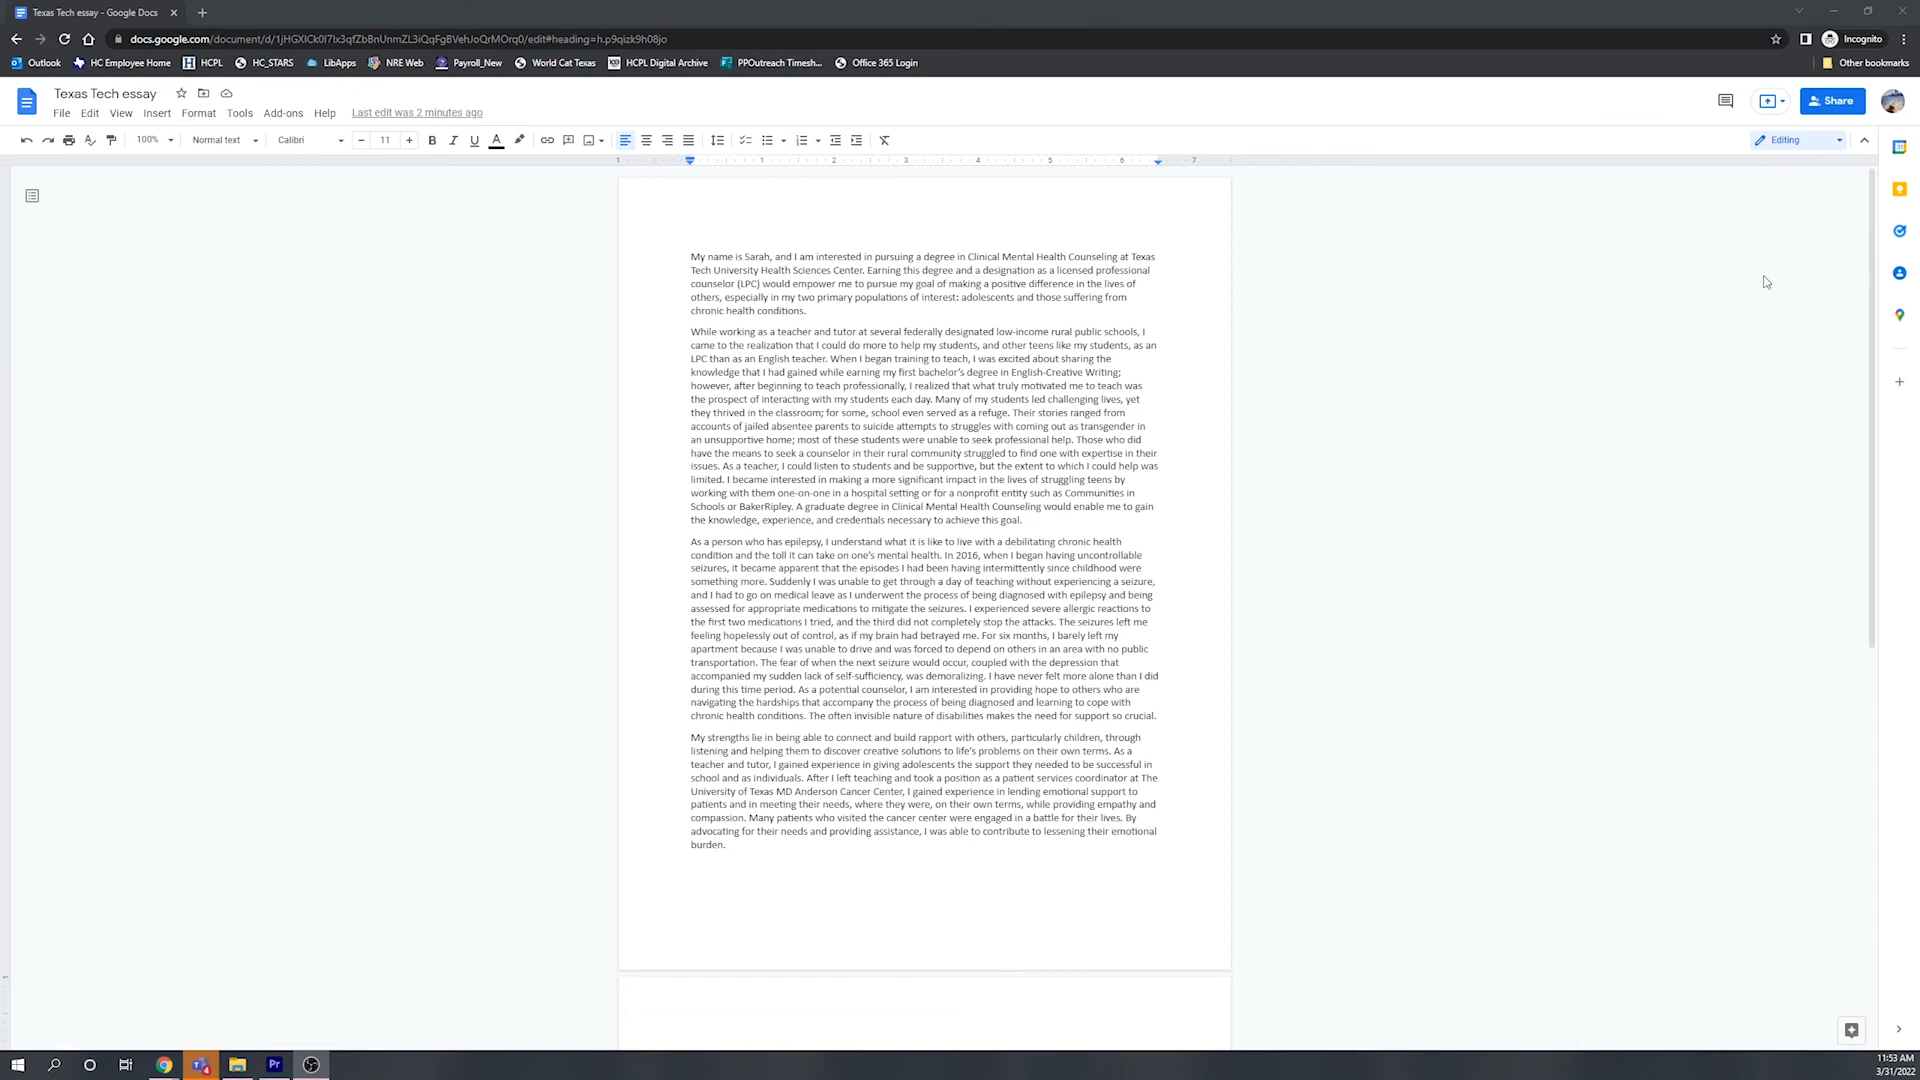 Texas Tech essay - Google Docs
docs.google.com/document/d/1jHGXICk0I7lx3qfZbBnUnmZL3iQqFgBVehJoQrMOrq0/edit#heading=h.p9qizk9h08jo
Incognito
Outlook HC Employee Home HCPL HC_STARS LibApps NRE Web Payroll_New World Cat Texas HCPL Digital Archive PPOutreach Timesh... Office 365 Login Other bookmarks
Texas Tech essay
Share
File Edit View Insert Format Tools Add-ons Help Last edit was 2 minutes ago
100% Normal text Calibri 11 B I U A Editing
1 1 2 3 4 5 6 7
My name is Sarah, and I am interested in pursuing a degree in Clinical Mental Health Counseling at Texas
Tech University Health Sciences Center. Earning this degree and a designation as a licensed professional
counselor (LPC) would empower me to pursue my goal of making a positive difference in the lives of
others, especially in my two primary populations of interest: adolescents and those suffering from
chronic health conditions.
While working as a teacher and tutor at several federally designated low-income rural public schools, I
came to the realization that I could do more to help my students, and other teens like my students, as an
LPC than as an English teacher. When I began training to teach, I was excited about sharing the
knowledge that I had gained while earning my first bachelor's degree in English-Creative Writing;
however, after beginning to teach professionally, I realized that what truly motivated me to teach was
the prospect of interacting with my students each day. Many of my students led challenging lives, yet
they thrived in the classroom; for some, school even served as a refuge. Their stories ranged from
accounts of jailed absentee parents to suicide attempts to struggles with coming out as transgender in
an unsupportive home; most of these students were unable to seek professional help. Those who did
have the means to seek a counselor in their rural community struggled to find one with expertise in their
issues. As a teacher, I could listen to students and be supportive, but the extent to which I could help was
limited. I became interested in making a more significant impact in the lives of struggling teens by
working with them one-on-one in a hospital setting or for a nonprofit entity such as Communities in
Schools or BakerRipley. A graduate degree in Clinical Mental Health Counseling would enable me to gain
the knowledge, experience, and credentials necessary to achieve this goal.
As a person who has epilepsy, I understand what it is like to live with a debilitating chronic health
condition and the toll it can take on one's mental health. In 2016, when I began having uncontrollable
seizures, it became apparent that the episodes I had been having intermittently since childhood were
something more. Suddenly I was unable to get through a day of teaching without experiencing a seizure,
and I had to go on medical leave as I underwent the process of being diagnosed with epilepsy and being
assessed for appropriate medications to mitigate the seizures. I experienced severe allergic reactions to
the first two medications I tried, and the third did not completely stop the attacks. The seizures left me
feeling hopelessly out of control, as if my brain had betrayed me. For six months, I barely left my
apartment because I was unable to drive and was forced to depend on others in an area with no public
transportation. The fear of when the next seizure would occur, coupled with the depression that
accompanied my sudden lack of self-sufficiency, was demoralizing. I have never felt more alone than I did
during this time period. As a potential counselor, I am interested in providing hope to others who are
navigating the hardships that accompany the process of being diagnosed and learning to cope with
chronic health conditions. The often invisible nature of disabilities makes the need for support so crucial.
My strengths lie in being able to connect and build rapport with others, particularly children, through
listening and helping them to discover creative solutions to life's problems on their own terms. As a
teacher and tutor, I gained experience in giving adolescents the support they needed to be successful in
school and as individuals. After I left teaching and took a position as a patient services coordinator at The
University of Texas MD Anderson Cancer Center, I gained experience in lending emotional support to
patients and in meeting their needs, where they were, on their own terms, while providing empathy and
compassion. Many patients who visited the cancer center were engaged in a battle for their lives. By
advocating for their needs and providing assistance, I was able to contribute to lessening their emotional
burden.
Pr
11:53 AM
3/31/2022